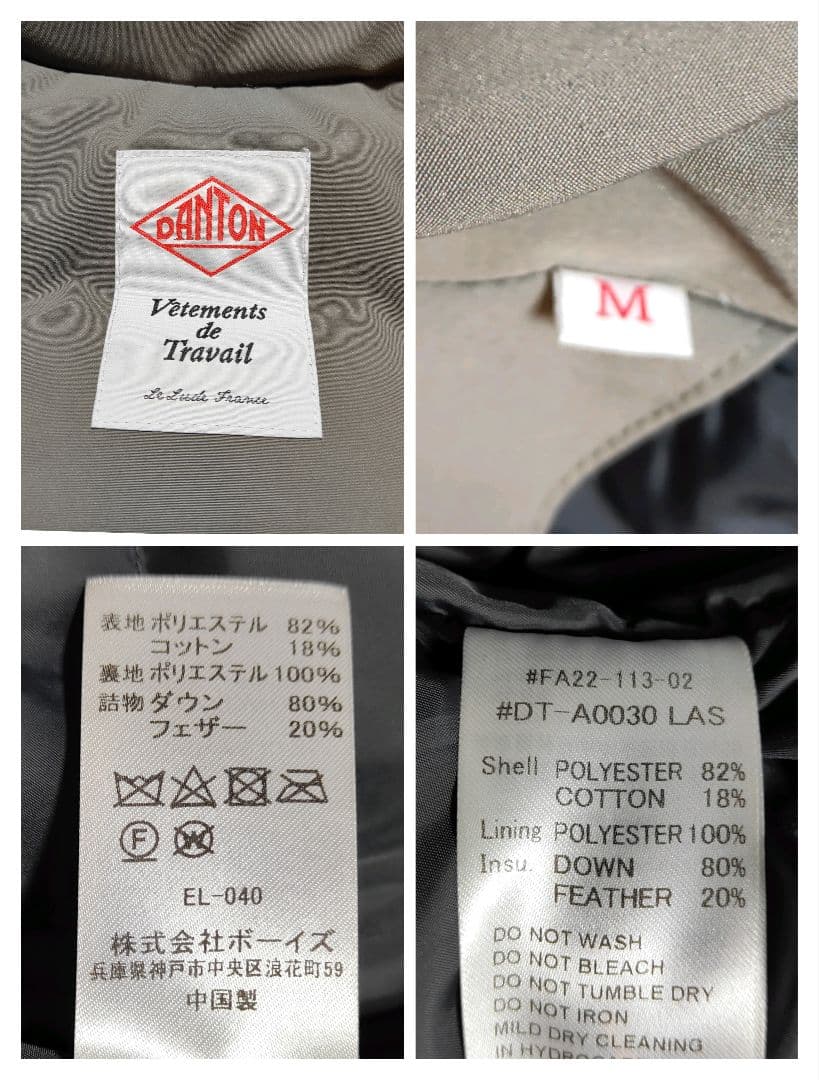 DANTON
Vêtements
de
Travail
Le Lude France
M
表地 ポリエステル 82%
コットン 18%
裏地 ポリエステル 100%
詰物 ダウン 80%
フェザー 20%
F
W
EL-040
株式会社ボーイズ
兵庫県神戸市中央区浪花町59
中国製
#FA22-113-02
#DT-A0030 LAS
Shell POLYESTER 82%
COTTON 18%
Lining POLYESTER 100%
Insu. DOWN 80%
FEATHER 20%
DO NOT WASH
DO NOT BLEACH
DO NOT TUMBLE DRY
DO NOT IRON
MILD DRY CLEANING